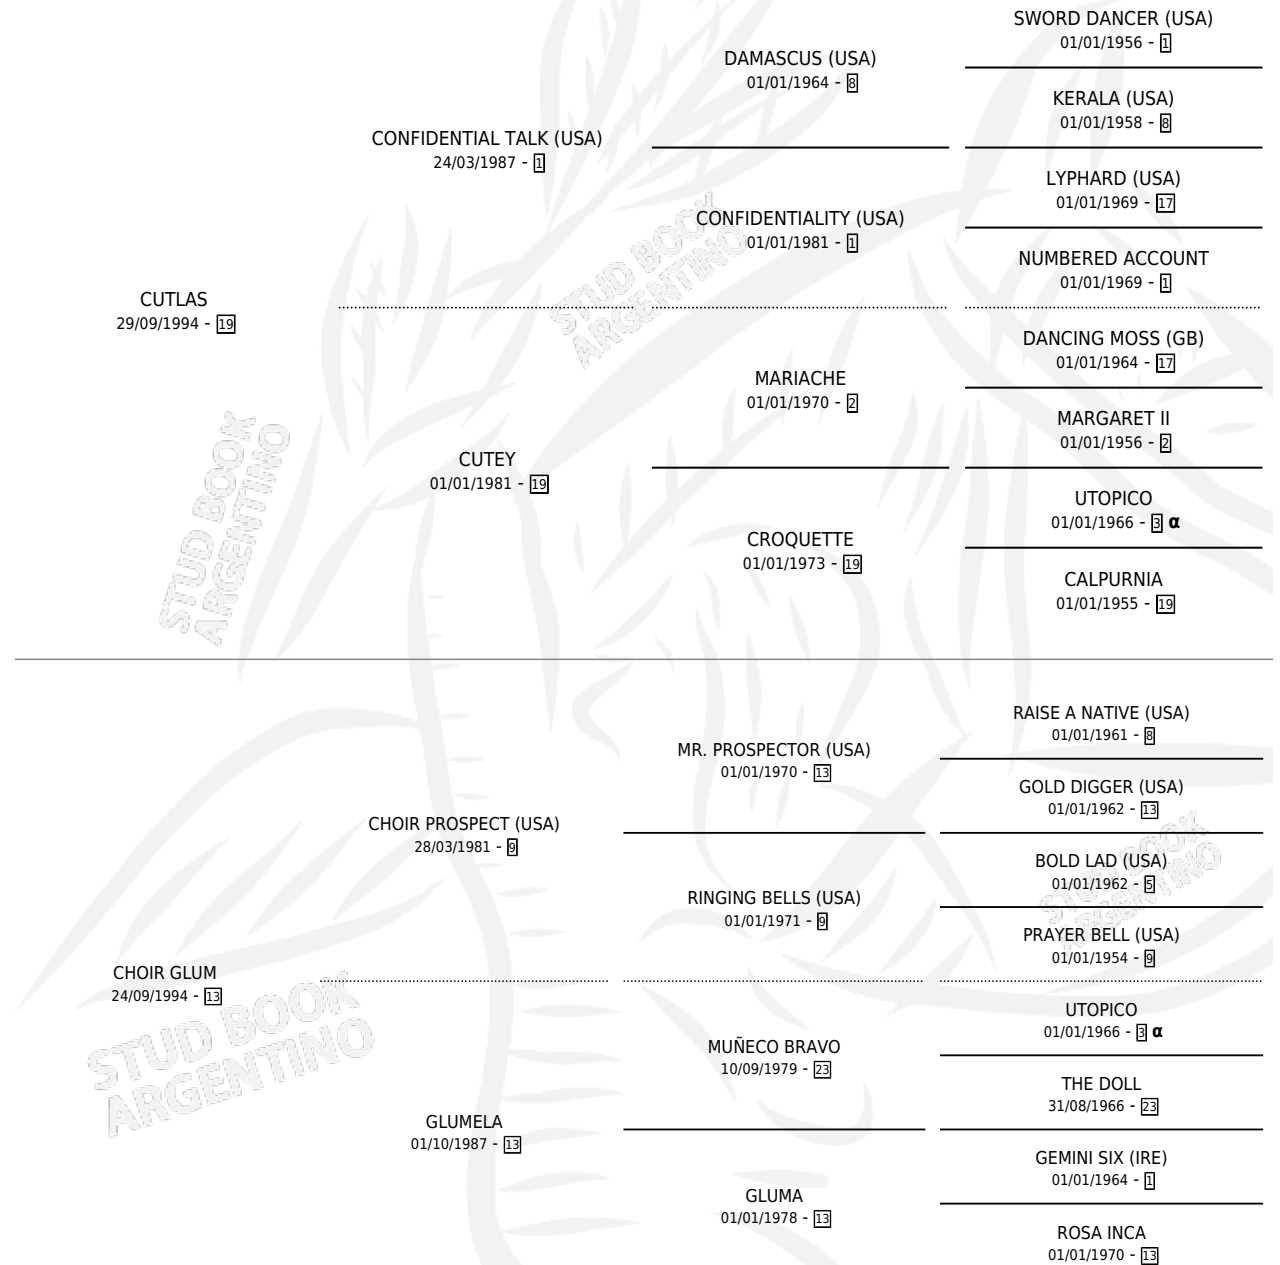 SWORD DANCER (USA)
01/01/1956 - 1
DAMASCUS (USA)
01/01/1964 - 8
KERALA (USA)
01/01/1958 - 8
CONFIDENTIAL TALK (USA)
24/03/1987 - 1
LYPHARD (USA)
01/01/1969 - 17
CONFIDENTIALITY (USA)
01/01/1981 - 1
NUMBERED ACCOUNT
01/01/1969 - 1
CUTLAS
29/09/1994 - 19
DANCING MOSS (GB)
01/01/1964 - 17
MARIACHE
01/01/1970 - 2
MARGARET II
01/01/1956 - 2
CUTEY
01/01/1981 - 19
UTOPICO
01/01/1966 - 3 α
CROQUETTE
01/01/1973 - 19
CALPURNIA
01/01/1955 - 19
RAISE A NATIVE (USA)
01/01/1961 - 8
MR. PROSPECTOR (USA)
01/01/1970 - 13
GOLD DIGGER (USA)
01/01/1962 - 13
CHOIR PROSPECT (USA)
28/03/1981 - 9
BOLD LAD (USA)
01/01/1962 - 5
RINGING BELLS (USA)
01/01/1971 - 9
PRAYER BELL (USA)
01/01/1954 - 9
CHOIR GLUM
24/09/1994 - 13
UTOPICO
01/01/1966 - 3 α
MUÑECO BRAVO
10/09/1979 - 23
THE DOLL
31/08/1966 - 23
GLUMELA
01/10/1987 - 13
GEMINI SIX (IRE)
01/01/1964 - 1
GLUMA
01/01/1978 - 13
ROSA INCA
01/01/1970 - 13
STUD BOOK
ARGENTINO
STUD BOOK
ARGENTINO
STUD BOOK
ARGENTINO
STUD BOOK
ARGENTINO